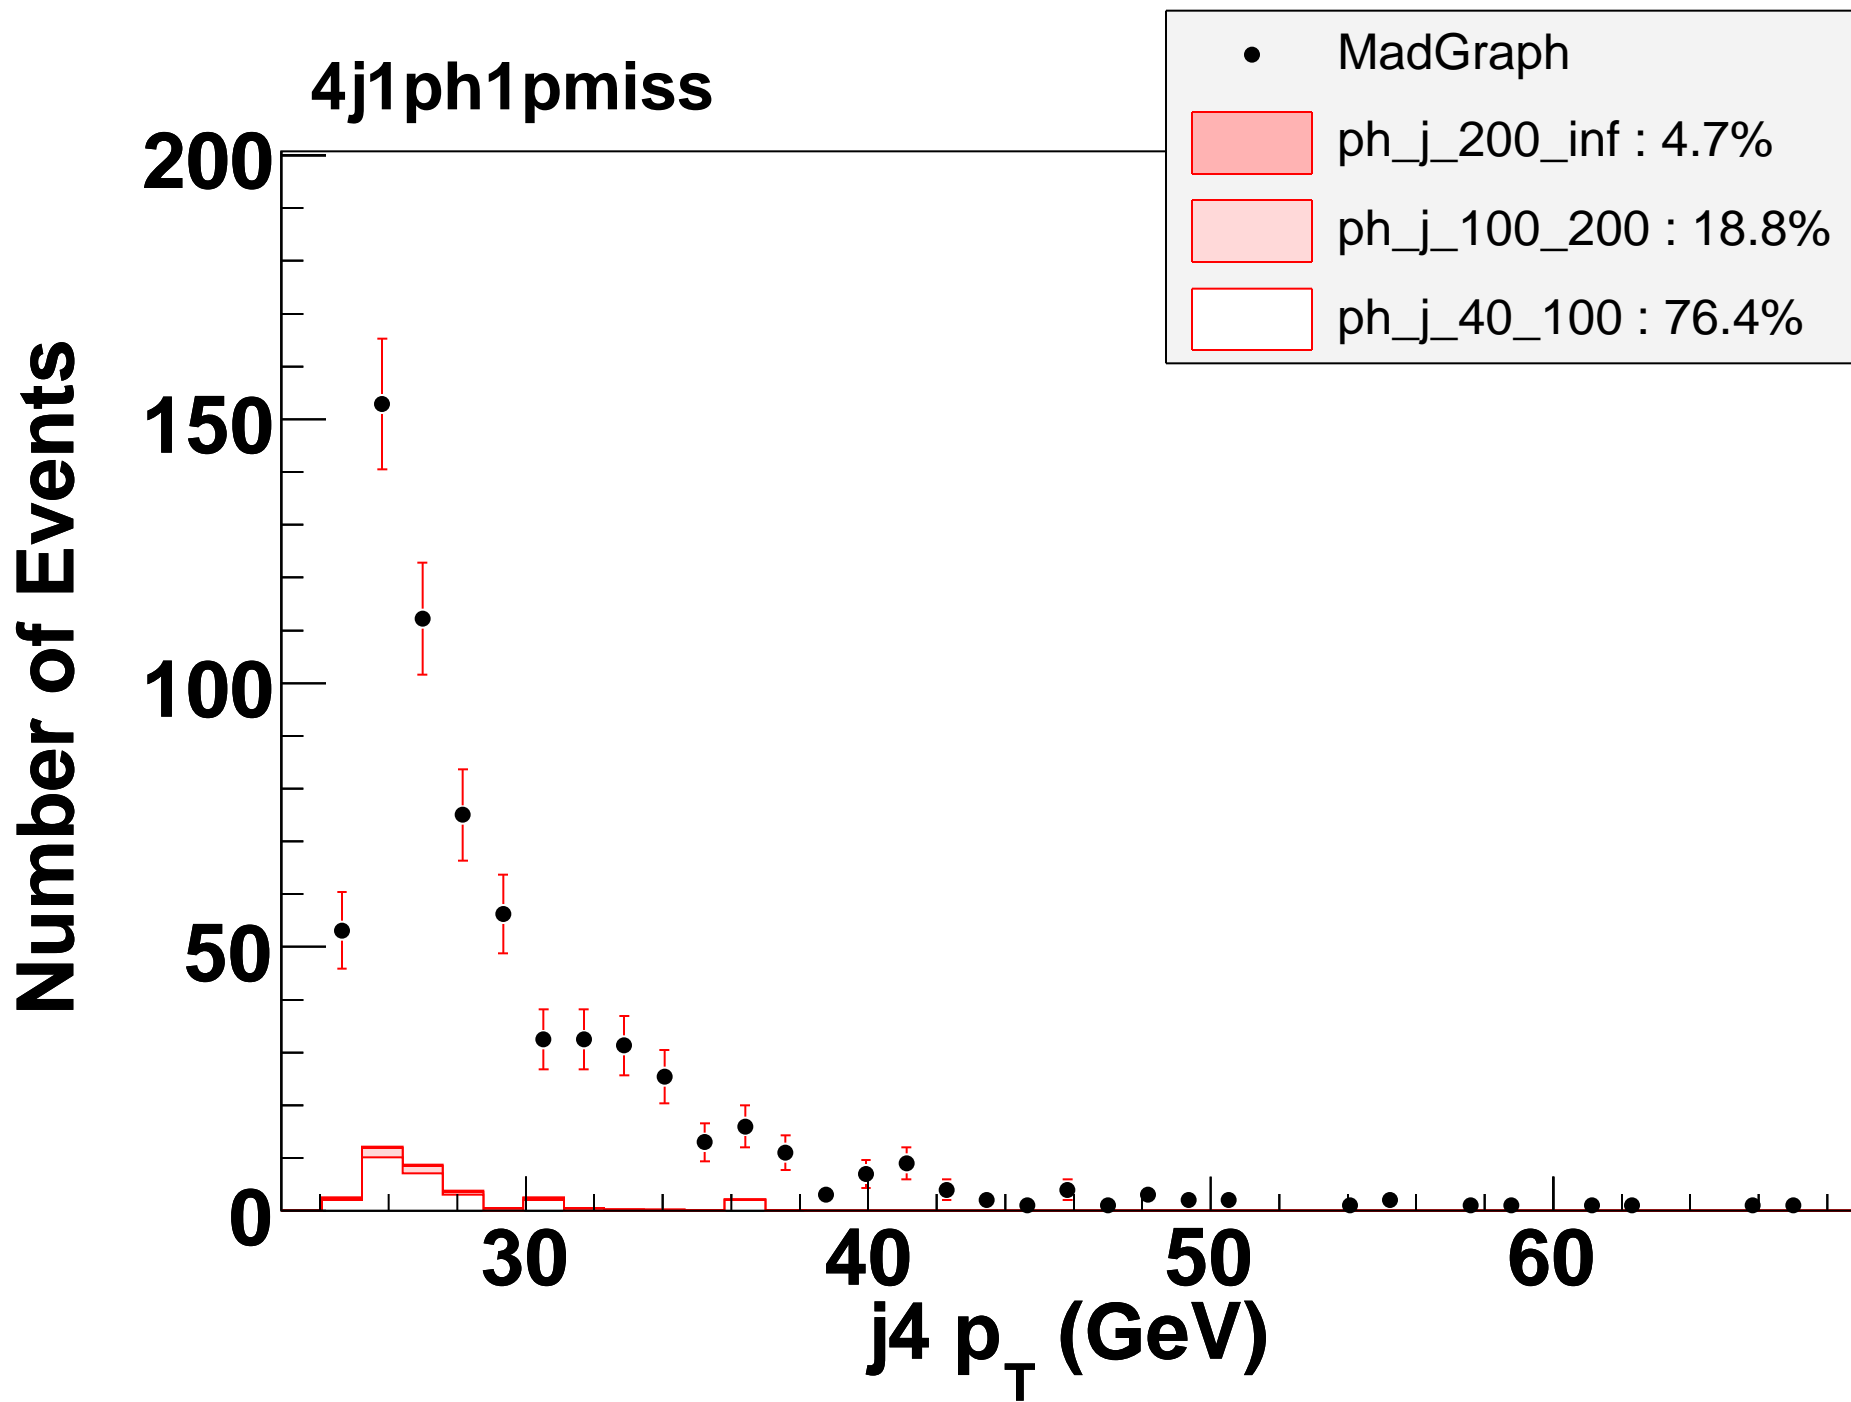 4j1ph1pmiss
MadGraph
ph_j_200_inf : 4.7%
ph_j_100_200 : 18.8%
ph_j_40_100 : 76.4%
Number of Events
200
150
100
50
0
30 40 50 60
j4 p_T (GeV)